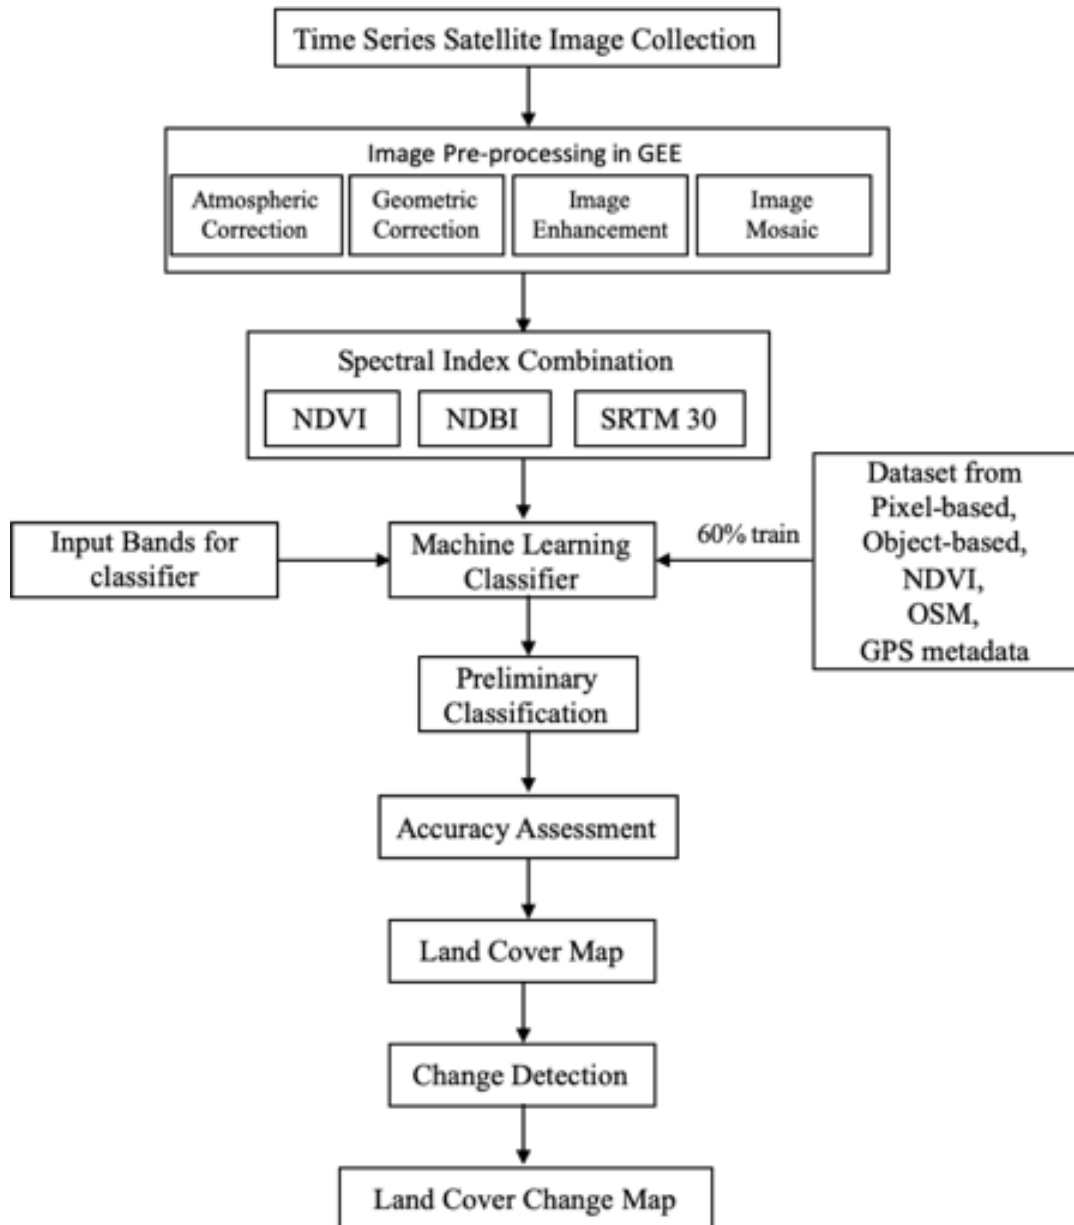 Time Series Satellite Image Collection
Image Pre-processing in GEE
Atmospheric
Correction
Geometric
Correction
Image
Enhancement
Image
Mosaic
Spectral Index Combination
NDVI
NDBI
SRTM 30
Input Bands for
classifier
Machine Learning
Classifier
60% train
Dataset from
Pixel-based,
Object-based,
NDVI,
OSM,
GPS metadata
Preliminary
Classification
Accuracy Assessment
Land Cover Map
Change Detection
Land Cover Change Map